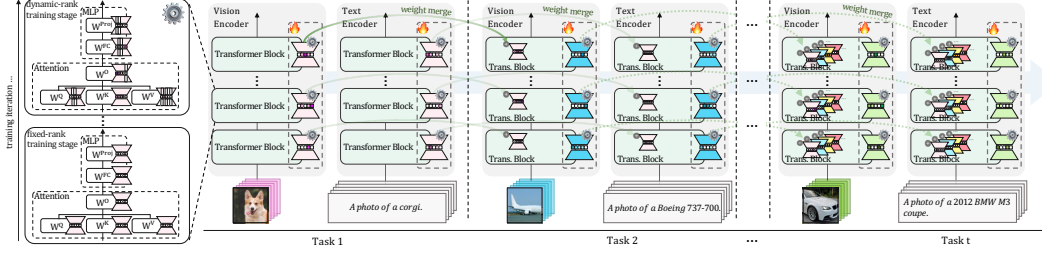 training iteration ...
dynamic-rank
training stage
MLP
W^Proj
W^FC
W^O
Attention
W^Q
W^K
W^V
fixed-rank
training stage
MLP
W^Proj
W^FC
W^O
Attention
W^Q
W^K
W^V
Vision
Encoder
Transformer Block
Transformer Block
Transformer Block
Text
Encoder
weight merge
Transformer Block
Transformer Block
Transformer Block
A photo of a corgi.
Task 1
Vision
Encoder
weight merge
Trans. Block
Trans. Block
Trans. Block
Text
Encoder
Trans. Block
Trans. Block
Trans. Block
A photo of a Boeing 737-700.
Task 2
...
...
...
...
Vision
Encoder
weight merge
Trans. Block
Trans. Block
Trans. Block
Text
Encoder
Trans. Block
Trans. Block
Trans. Block
A photo of a 2012 BMW M3
coupe.
Task t